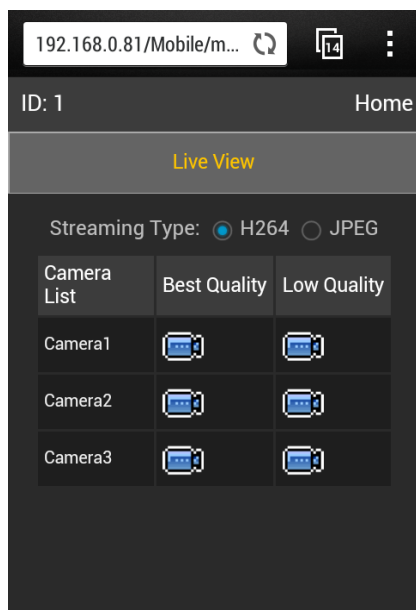 192.168.0.81/Mobile/m... 14
ID: 1 Home
Live View
Streaming Type: H264 JPEG
Camera List Best Quality Low Quality
Camera1
Camera2
Camera3